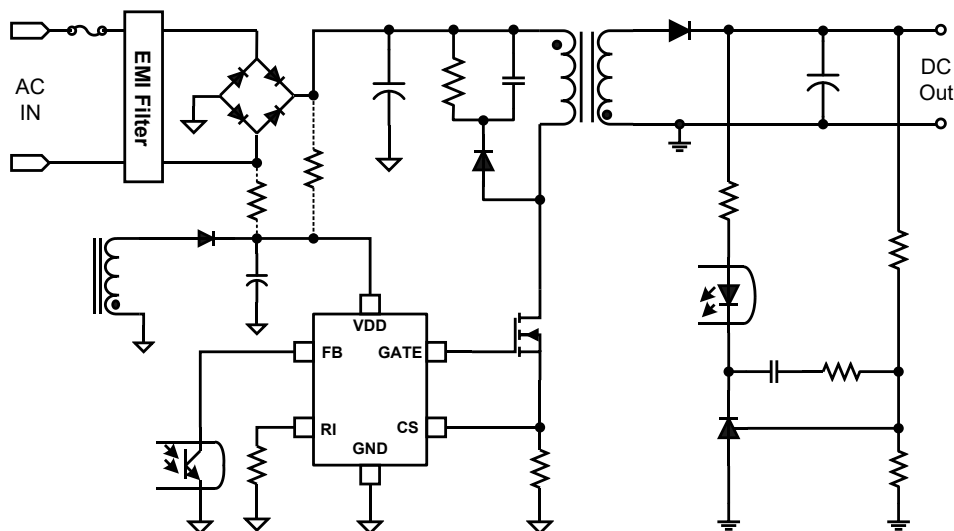 AC
IN
EMI Filter
DC
Out
VDD
FB
GATE
RI
CS
GND